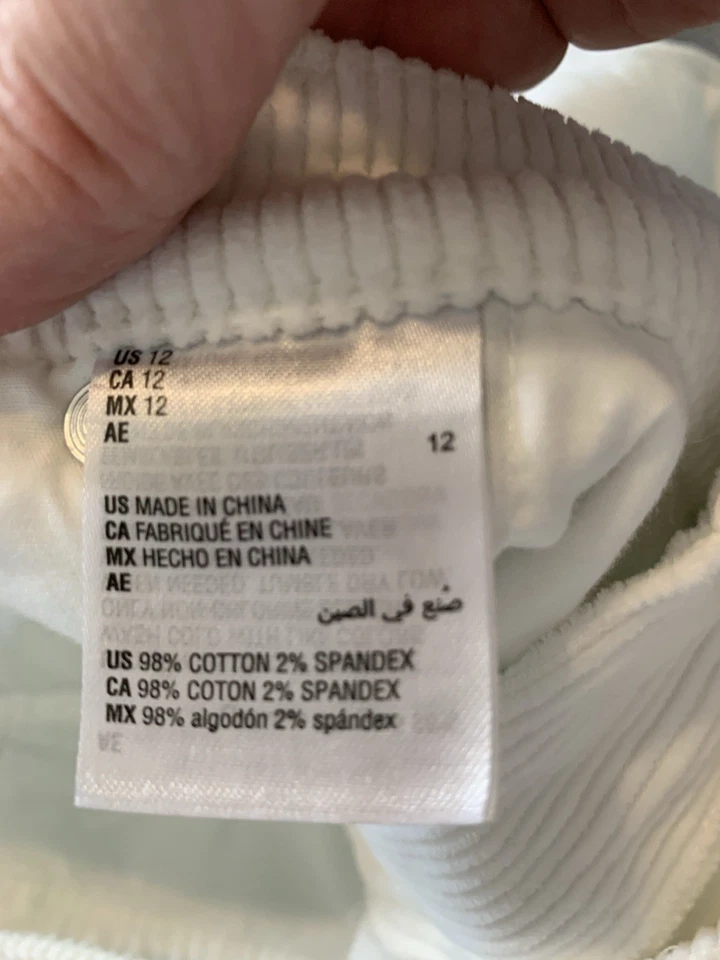 US 12
CA 12
MX 12
AE 12
US MADE IN CHINA
CA FABRIQUÉ EN CHINE
MX HECHO EN CHINA
AE
صُنع في الصين
US 98% COTTON 2% SPANDEX
CA 98% COTON 2% SPANDEX
MX 98% algodón 2% spándex